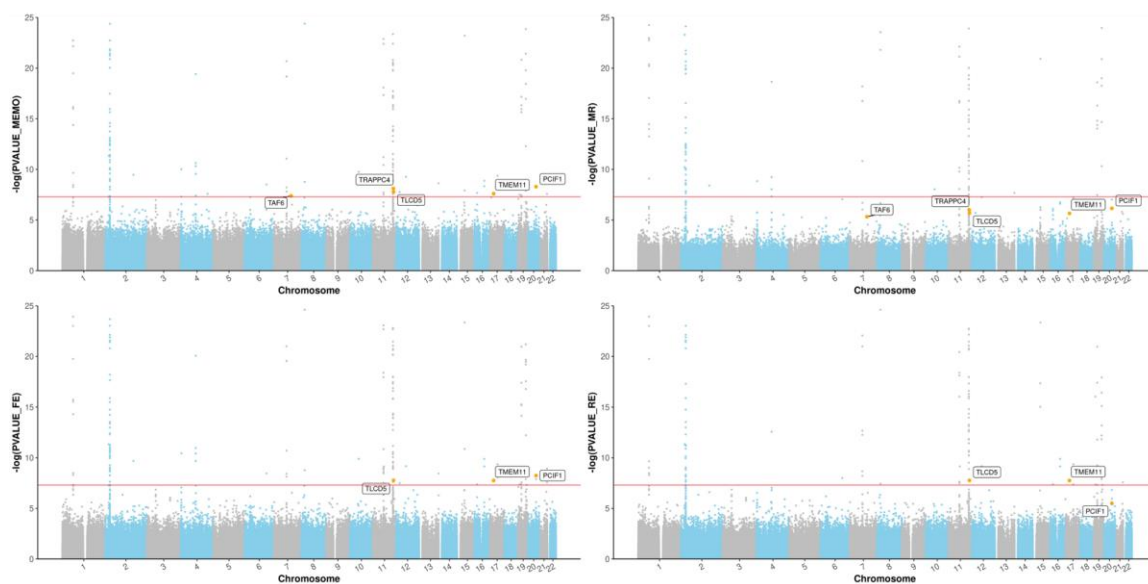 -log(PVALUE_MEMO)
25
20
15
10
5
0
TRAPPC4
TMEM11
PCIF1
TAF6
TLCD5
1 2 3 4 5 6 7 8 9 10 11 12 13 14 15 16 17 18 19 20 21 22
Chromosome
-log(PVALUE_MR)
25
20
15
10
5
0
TAF6
TRAPPC4
TMEM11
PCIF1
TLCD5
1 2 3 4 5 6 7 8 9 10 11 12 13 14 15 16 17 18 19 20 21 22
Chromosome
-log(PVALUE_FE)
25
20
15
10
5
0
TMEM11
PCIF1
TLCD5
1 2 3 4 5 6 7 8 9 10 11 12 13 14 15 16 17 18 19 20 21 22
Chromosome
-log(PVALUE_RE)
25
20
15
10
5
0
TLCD5
TMEM11
PCIF1
1 2 3 4 5 6 7 8 9 10 11 12 13 14 15 16 17 18 19 20 21 22
Chromosome